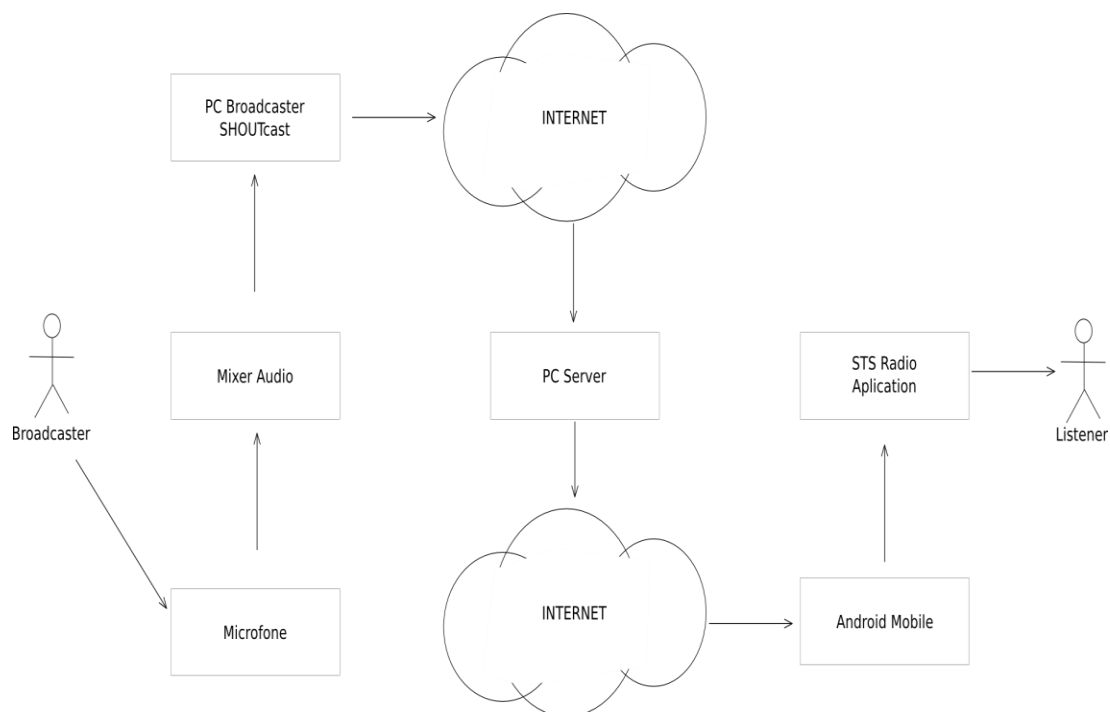 PC Broadcaster
SHOUTcast
INTERNET
Mixer Audio
PC Server
STS Radio
Aplication
Broadcaster
Listener
Microfone
INTERNET
Android Mobile